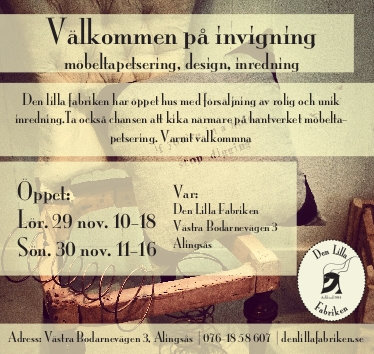 Välkommen på invigning
möbeltapetsering, design, inredning
Den lilla fabriken har öppet hus med försäljning av rolig och unik
inredning.Ta också chansen att kika närmare på hantverket möbelta-
petsering. Varmt välkommna
Öppet:
Lör. 29 nov. 10-18
Sön. 30 nov. 11-16
Var:
Den Lilla Fabriken
Västra Bodarnevägen 3
Alingsås
Den Lilla
Fabriken
Adress: Västra Bodarnevägen 3, Alingsås | 076-18 58 607 | denlillafabriken.se